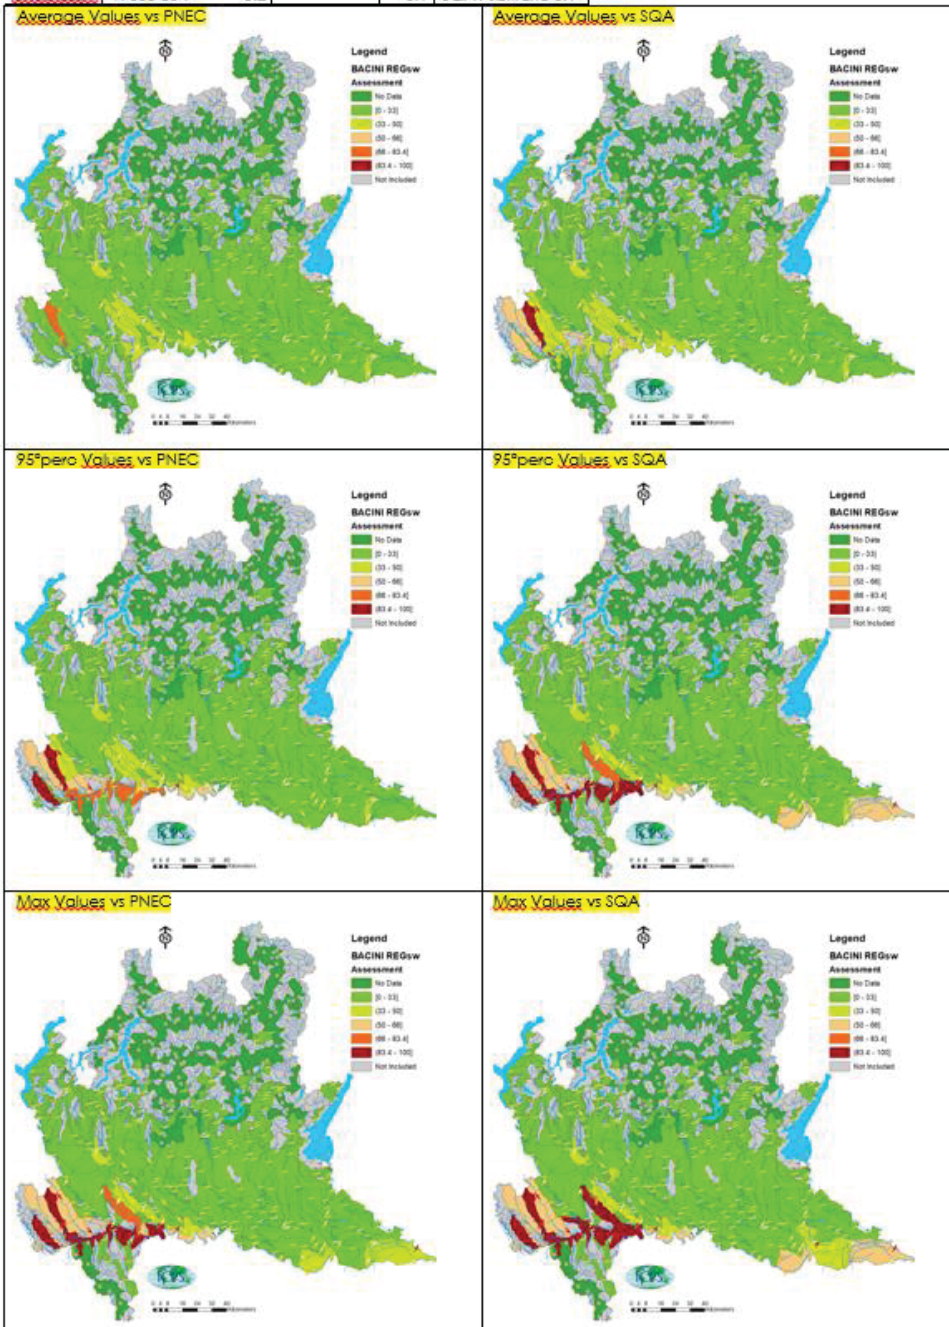 Average Values vs PNEC
Legend
BACINI REGsw
Assessment
No Data
[0 - 33]
(33 - 50]
(50 - 66]
(66 - 83.4]
(83.4 - 100]
Not Included
Average Values vs SQA
Legend
BACINI REGsw
Assessment
No Data
[0 - 33]
(33 - 50]
(50 - 66]
(66 - 83.4]
(83.4 - 100]
Not Included
95°perc Values vs PNEC
Legend
BACINI REGsw
Assessment
No Data
[0 - 33]
(33 - 50]
(50 - 66]
(66 - 83.4]
(83.4 - 100]
Not Included
95°perc Values vs SQA
Legend
BACINI REGsw
Assessment
No Data
[0 - 33]
(33 - 50]
(50 - 66]
(66 - 83.4]
(83.4 - 100]
Not Included
Max Values vs PNEC
Legend
BACINI REGsw
Assessment
No Data
[0 - 33]
(33 - 50]
(50 - 66]
(66 - 83.4]
(83.4 - 100]
Not Included
Max Values vs SQA
Legend
BACINI REGsw
Assessment
No Data
[0 - 33]
(33 - 50]
(50 - 66]
(66 - 83.4]
(83.4 - 100]
Not Included